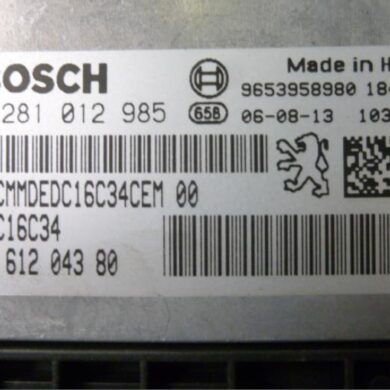 BOSCH
Made in H
9653958980 18
281 012 985 658 06-08-13 103
CMMDEDC16C34CEM 00
C16C34
612 043 80